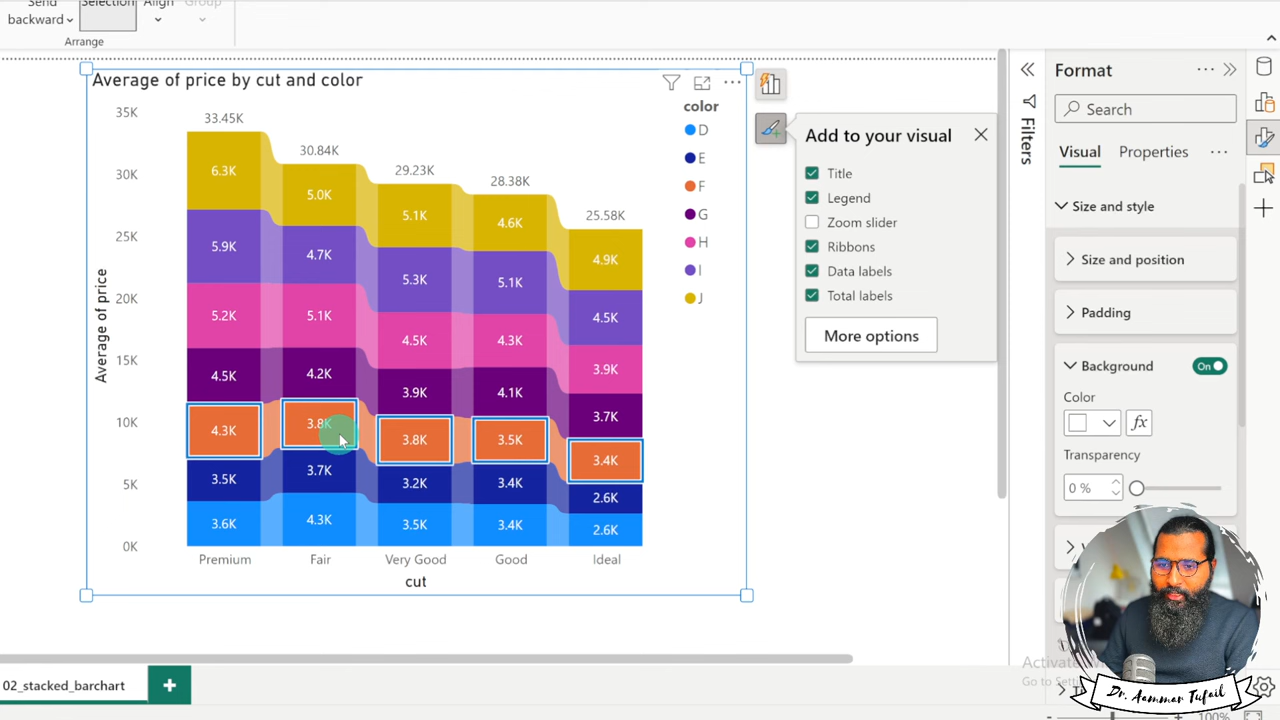 Send
backward
Selection
Align
Group
Arrange
Average of price by cut and color
35K
30K
25K
20K
15K
10K
5K
0K
Average of price
33.45K
30.84K
29.23K
28.38K
25.58K
6.3K
5.0K
5.1K
4.6K
4.9K
5.9K
4.7K
5.3K
5.1K
4.5K
5.2K
5.1K
4.5K
4.3K
3.9K
4.5K
4.2K
3.9K
4.1K
3.7K
4.3K
3.8K
3.8K
3.5K
3.4K
3.5K
3.7K
3.2K
3.4K
2.6K
3.6K
4.3K
3.5K
3.4K
2.6K
Premium
Fair
Very Good
Good
Ideal
cut
color
D
E
F
G
H
I
J
Add to your visual
Title
Legend
Zoom slider
Ribbons
Data labels
Total labels
More options
Filters
Format
Search
Visual
Properties
Size and style
Size and position
Padding
Background
On
Color
fx
Transparency
0 %
Go to
Dr. Aammar Tufail
02_stacked_barchart
100%